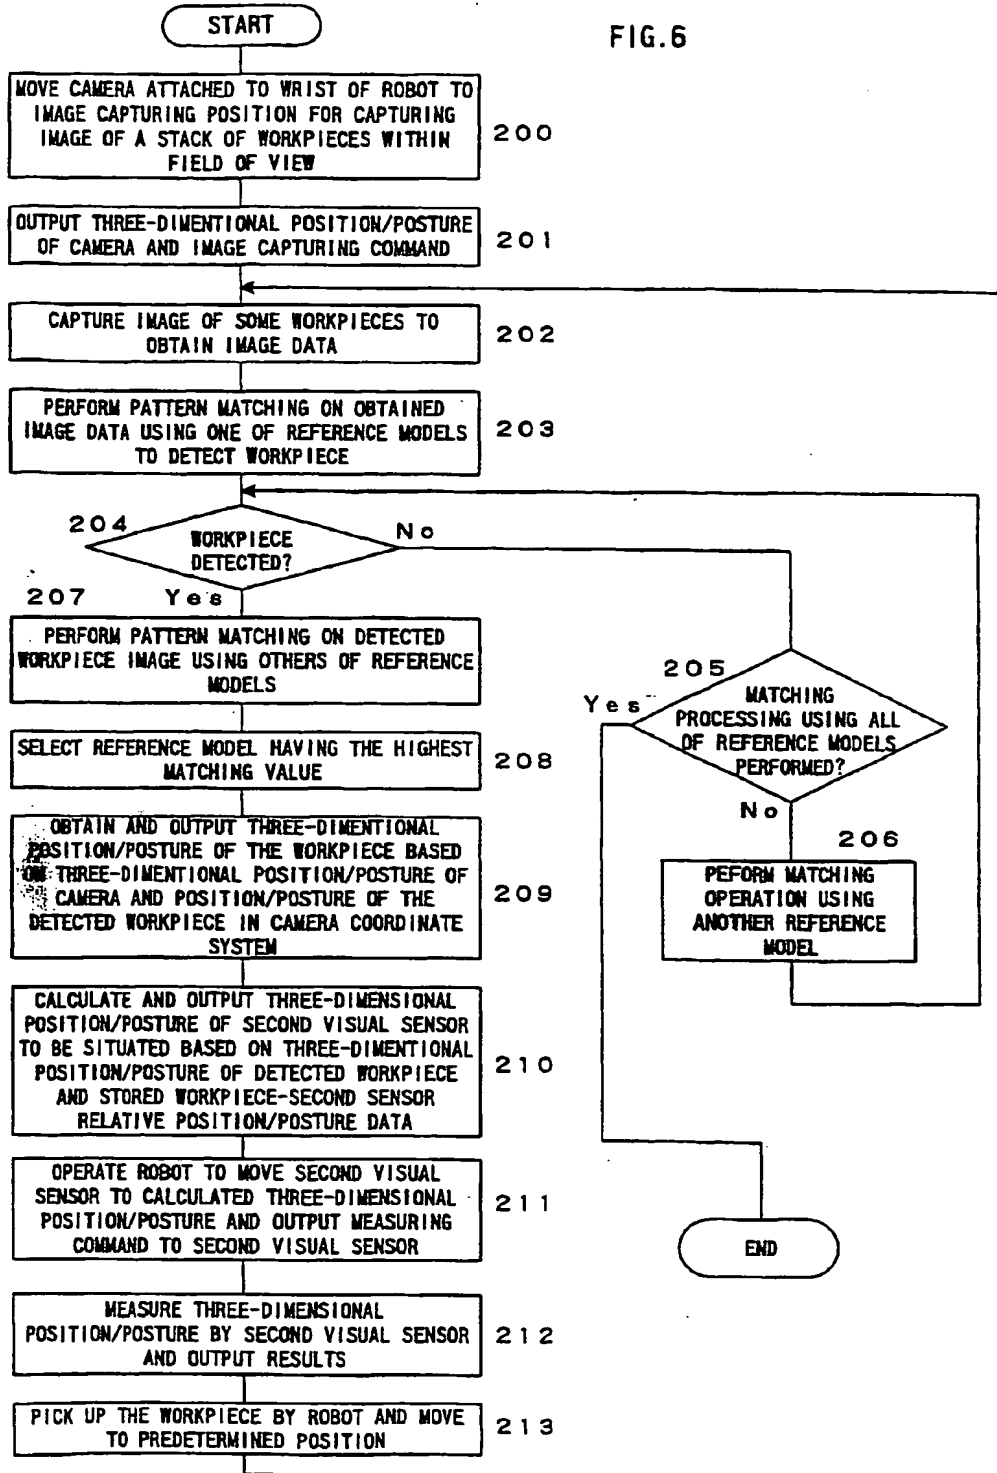 START
FIG.6
MOVE CAMERA ATTACHED TO WRIST OF ROBOT TO
IMAGE CAPTURING POSITION FOR CAPTURING
IMAGE OF A STACK OF WORKPIECES WITHIN
FIELD OF VIEW
200
OUTPUT THREE-DIMENTIONAL POSITION/POSTURE
OF CAMERA AND IMAGE CAPTURING COMMAND
201
CAPTURE IMAGE OF SOME WORKPIECES TO
OBTAIN IMAGE DATA
202
PERFORM PATTERN MATCHING ON OBTAINED
IMAGE DATA USING ONE OF REFERENCE MODELS
TO DETECT WORKPIECE
203
204
WORKPIECE
DETECTED?
No
Yes
207
PERFORM PATTERN MATCHING ON DETECTED
WORKPIECE IMAGE USING OTHERS OF REFERENCE
MODELS
205
MATCHING
PROCESSING USING ALL
OF REFERENCE MODELS
PERFORMED?
Yes
No
206
PEFORM MATCHING
OPERATION USING
ANOTHER REFERENCE
MODEL
SELECT REFERENCE MODEL HAVING THE HIGHEST
MATCHING VALUE
208
OBTAIN AND OUTPUT THREE-DIMENTIONAL
POSITION/POSTURE OF THE WORKPIECE BASED
ON THREE-DIMENTIONAL POSITION/POSTURE OF
CAMERA AND POSITION/POSTURE OF THE
DETECTED WORKPIECE IN CAMERA COORDINATE
SYSTEM
209
CALCULATE AND OUTPUT THREE-DIMENSIONAL
POSITION/POSTURE OF SECOND VISUAL SENSOR
TO BE SITUATED BASED ON THREE-DIMENTIONAL
POSITION/POSTURE OF DETECTED WORKPIECE
AND STORED WORKPIECE-SECOND SENSOR
RELATIVE POSITION/POSTURE DATA
210
OPERATE ROBOT TO MOVE SECOND VISUAL
SENSOR TO CALCULATED THREE-DIMENSIONAL
POSITION/POSTURE AND OUTPUT MEASURING
COMMAND TO SECOND VISUAL SENSOR
211
END
MEASURE THREE-DIMENSIONAL
POSITION/POSTURE BY SECOND VISUAL SENSOR
AND OUTPUT RESULTS
212
PICK UP THE WORKPIECE BY ROBOT AND MOVE
TO PREDETERMINED POSITION
213